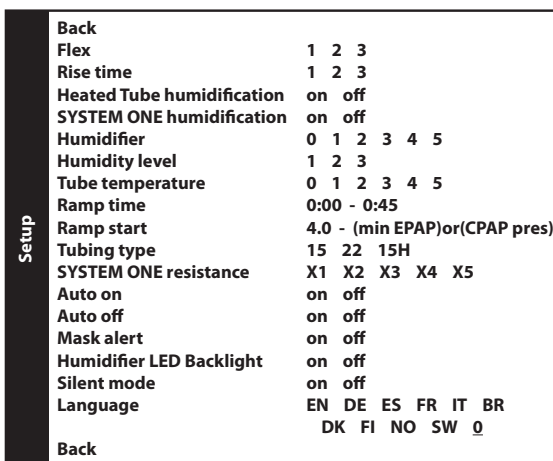 Setup
Back
Flex 1 2 3
Rise time 1 2 3
Heated Tube humidification on off
SYSTEM ONE humidification on off
Humidifier 0 1 2 3 4 5
Humidity level 1 2 3
Tube temperature 0 1 2 3 4 5
Ramp time 0:00 - 0:45
Ramp start 4.0 - (min EPAP)or(CPAP pres)
Tubing type 15 22 15H
SYSTEM ONE resistance X1 X2 X3 X4 X5
Auto on on off
Auto off on off
Mask alert on off
Humidifier LED Backlight on off
Silent mode on off
Language EN DE ES FR IT BR
DK FI NO SW 0
Back